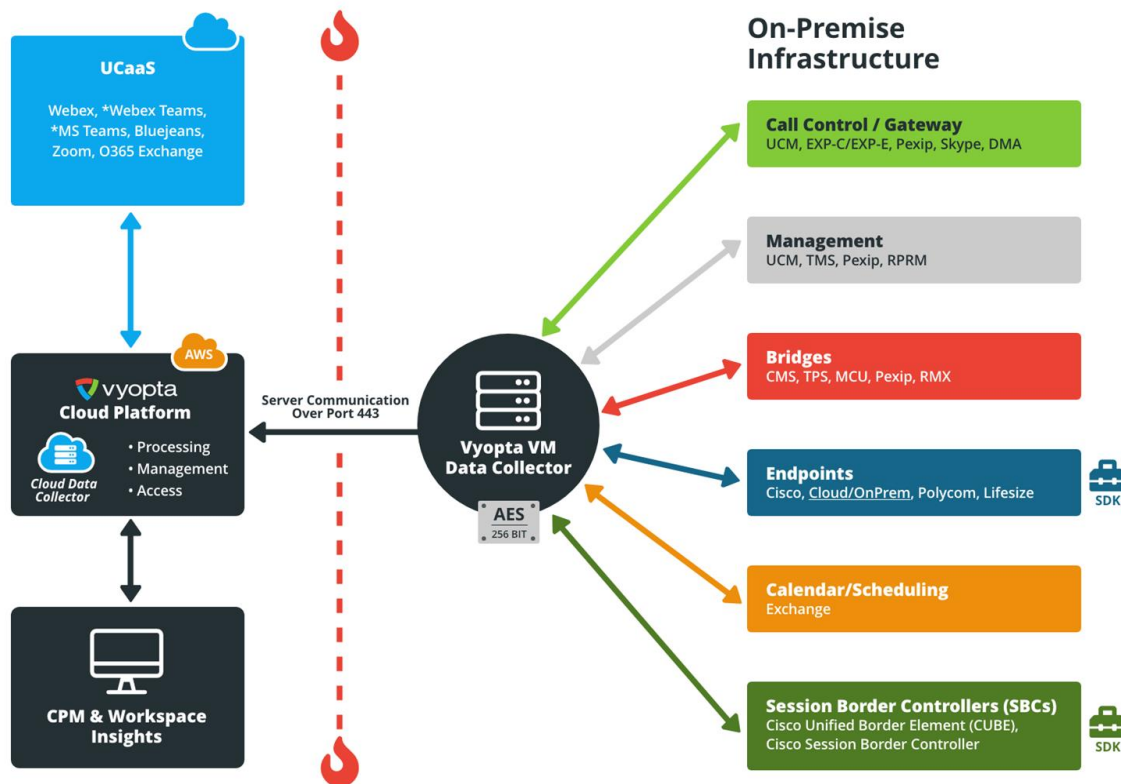 UCaaS
Webex, *Webex Teams,
*MS Teams, Bluejeans,
Zoom, O365 Exchange
AWS
vyopta
Cloud Platform
Cloud Data
Collector
• Processing
• Management
• Access
CPM & Workspace
Insights
Server Communication
Over Port 443
Vyopta VM
Data Collector
AES
256 BIT
On-Premise
Infrastructure
Call Control / Gateway
UCM, EXP-C/EXP-E, Pexip, Skype, DMA
Management
UCM, TMS, Pexip, RPRM
Bridges
CMS, TPS, MCU, Pexip, RMX
Endpoints
Cisco, Cloud/OnPrem, Polycom, Lifesize
SDK
Calendar/Scheduling
Exchange
Session Border Controllers (SBCs)
Cisco Unified Border Element (CUBE),
Cisco Session Border Controller
SDK